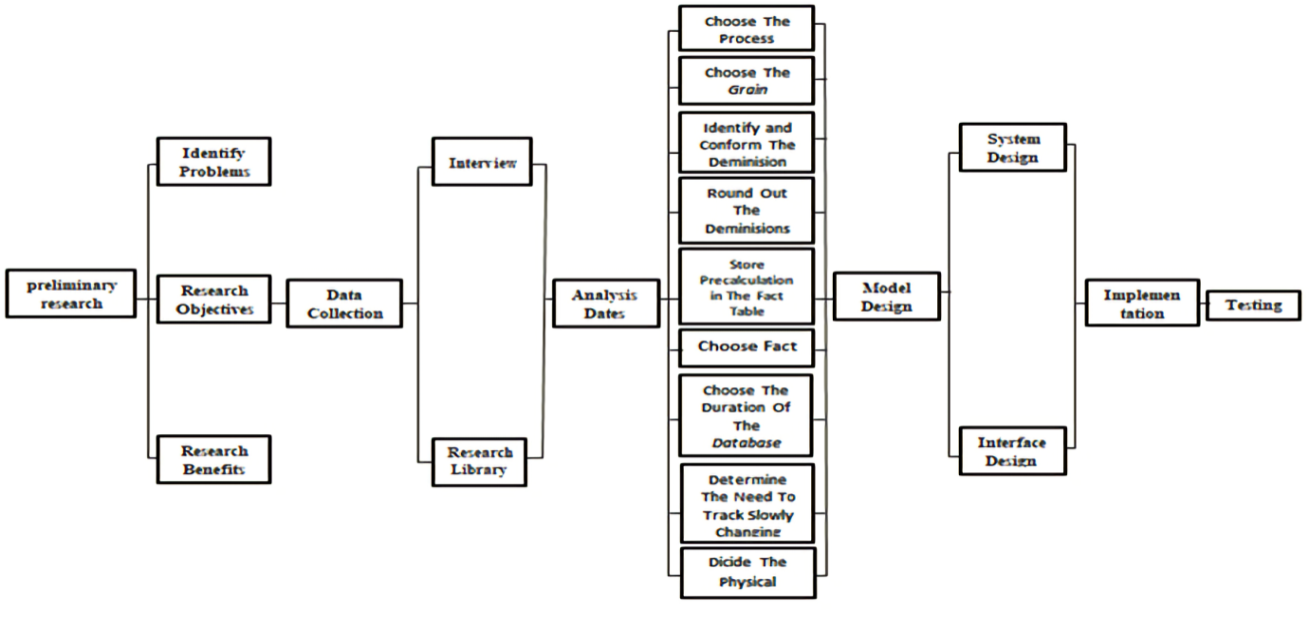 preliminary
research
Identify
Problems
Research
Objectives
Research
Benefits
Data
Collection
Interview
Research
Library
Analysis
Dates
Choose The
Process
Choose The
Grain
Identify and
Conform The
Deminision
Round Out
The
Deminisions
Store
Precalculation
in The Fact
Table
Choose Fact
Choose The
Duration Of
The
Database
Determine
The Need To
Track Slowly
Changing
Dicide The
Physical
Model
Design
System
Design
Interface
Design
Implemen
tation
Testing